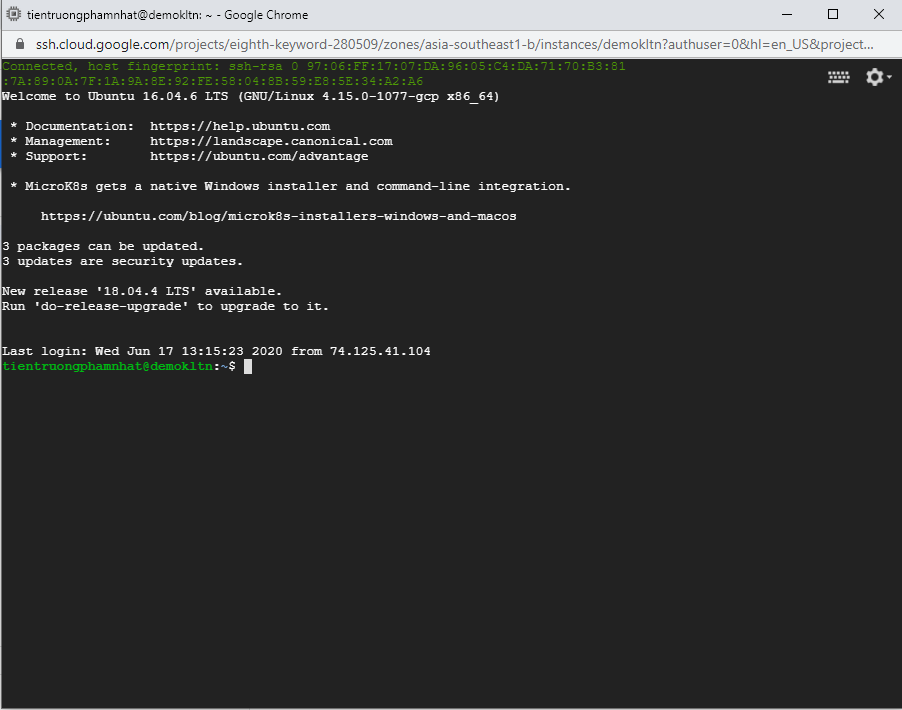 tientruongphamnhat@demokltn: ~ - Google Chrome
ssh.cloud.google.com/projects/eighth-keyword-280509/zones/asia-southeast1-b/instances/demokltn?authuser=0&hl=en_US&project...
Connected, host fingerprint: ssh-rsa 0 97:06:FF:17:07:DA:96:05:C4:DA:71:70:B3:81
:7A:89:0A:7F:1A:9A:8E:92:FE:58:04:8B:59:E8:5E:34:A2:A6
Welcome to Ubuntu 16.04.6 LTS (GNU/Linux 4.15.0-1077-gcp x86_64)
* Documentation:  https://help.ubuntu.com
* Management:     https://landscape.canonical.com
* Support:        https://ubuntu.com/advantage
* MicroK8s gets a native Windows installer and command-line integration.
https://ubuntu.com/blog/microk8s-installers-windows-and-macos
3 packages can be updated.
3 updates are security updates.
New release '18.04.4 LTS' available.
Run 'do-release-upgrade' to upgrade to it.
Last login: Wed Jun 17 13:15:23 2020 from 74.125.41.104
tientruongphamnhat@demokltn:~$